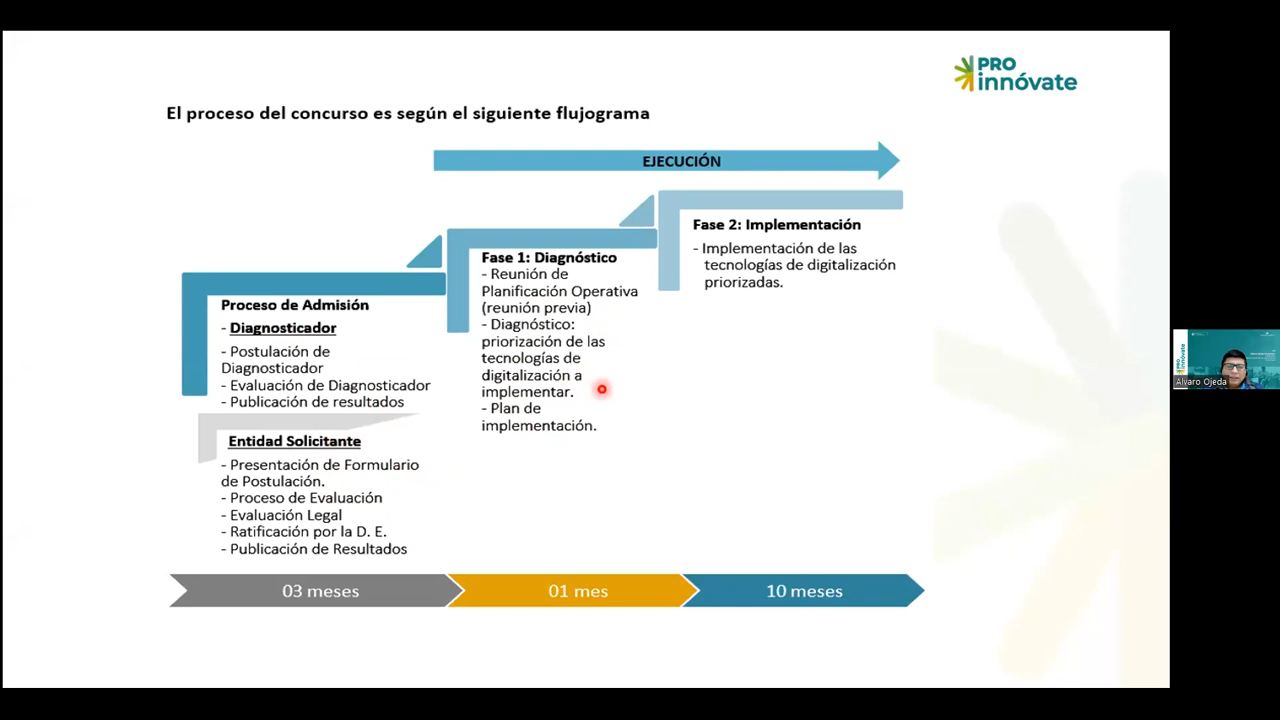 PRO
innóvate
El proceso del concurso es según el siguiente flujograma
EJECUCIÓN
Proceso de Admisión
- Diagnosticador
- Postulación de
Diagnosticador
- Evaluación de Diagnosticador
- Publicación de resultados
Entidad Solicitante
- Presentación de Formulario
de Postulación.
- Proceso de Evaluación
- Evaluación Legal
- Ratificación por la D. E.
- Publicación de Resultados
Fase 1: Diagnóstico
- Reunión de
Planificación Operativa
(reunión previa)
- Diagnóstico:
priorización de las
tecnologías de
digitalización a
implementar.
- Plan de
implementación.
Fase 2: Implementación
- Implementación de las
tecnologías de digitalización
priorizadas.
03 meses
01 mes
10 meses
Alvaro Ojeda